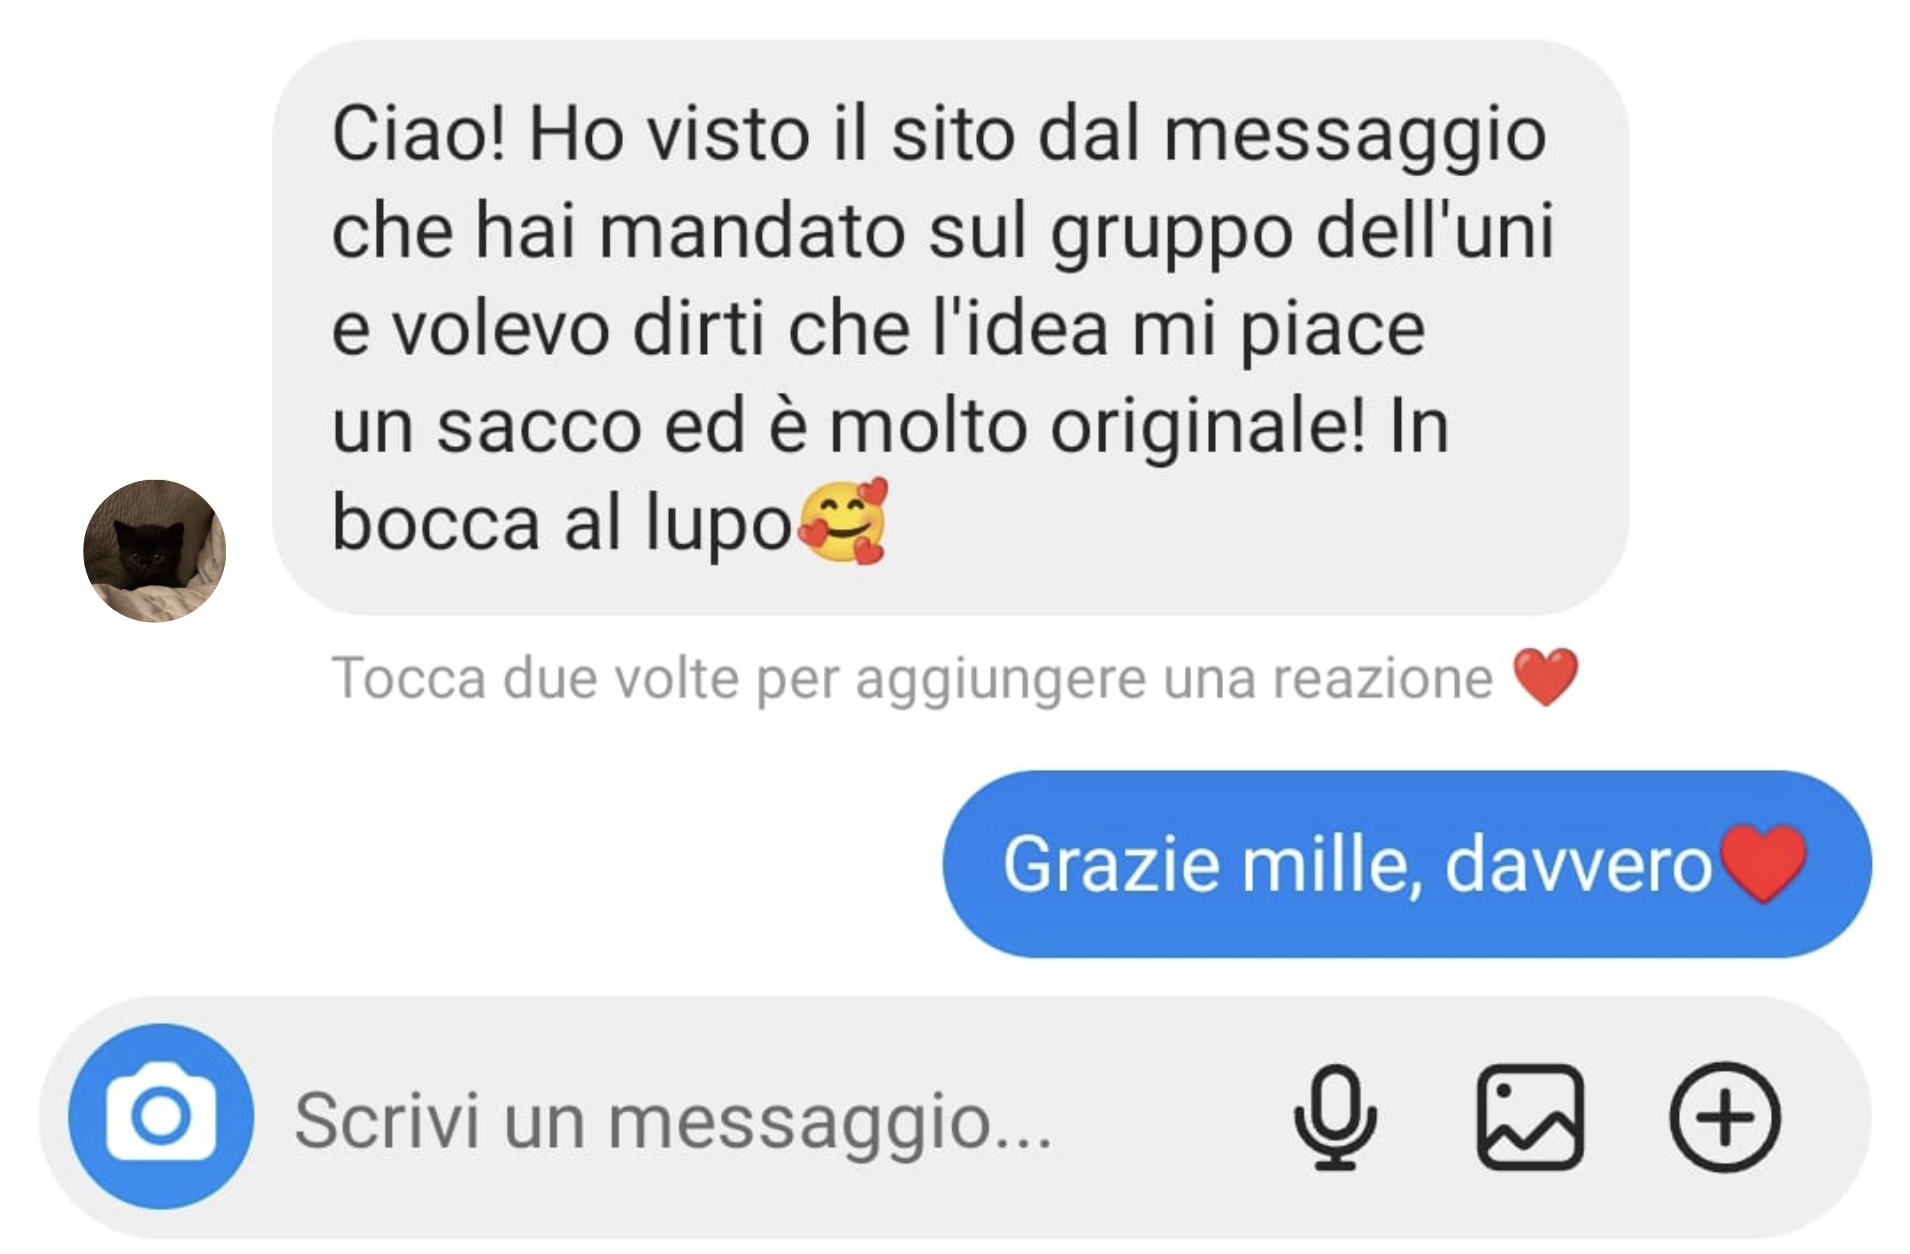 Ciao! Ho visto il sito dal messaggio
che hai mandato sul gruppo dell'uni
e volevo dirti che l'idea mi piace
un sacco ed è molto originale! In
bocca al lupo🥰
Tocca due volte per aggiungere una reazione ❤️
Grazie mille, davvero❤️
Scrivi un messaggio...